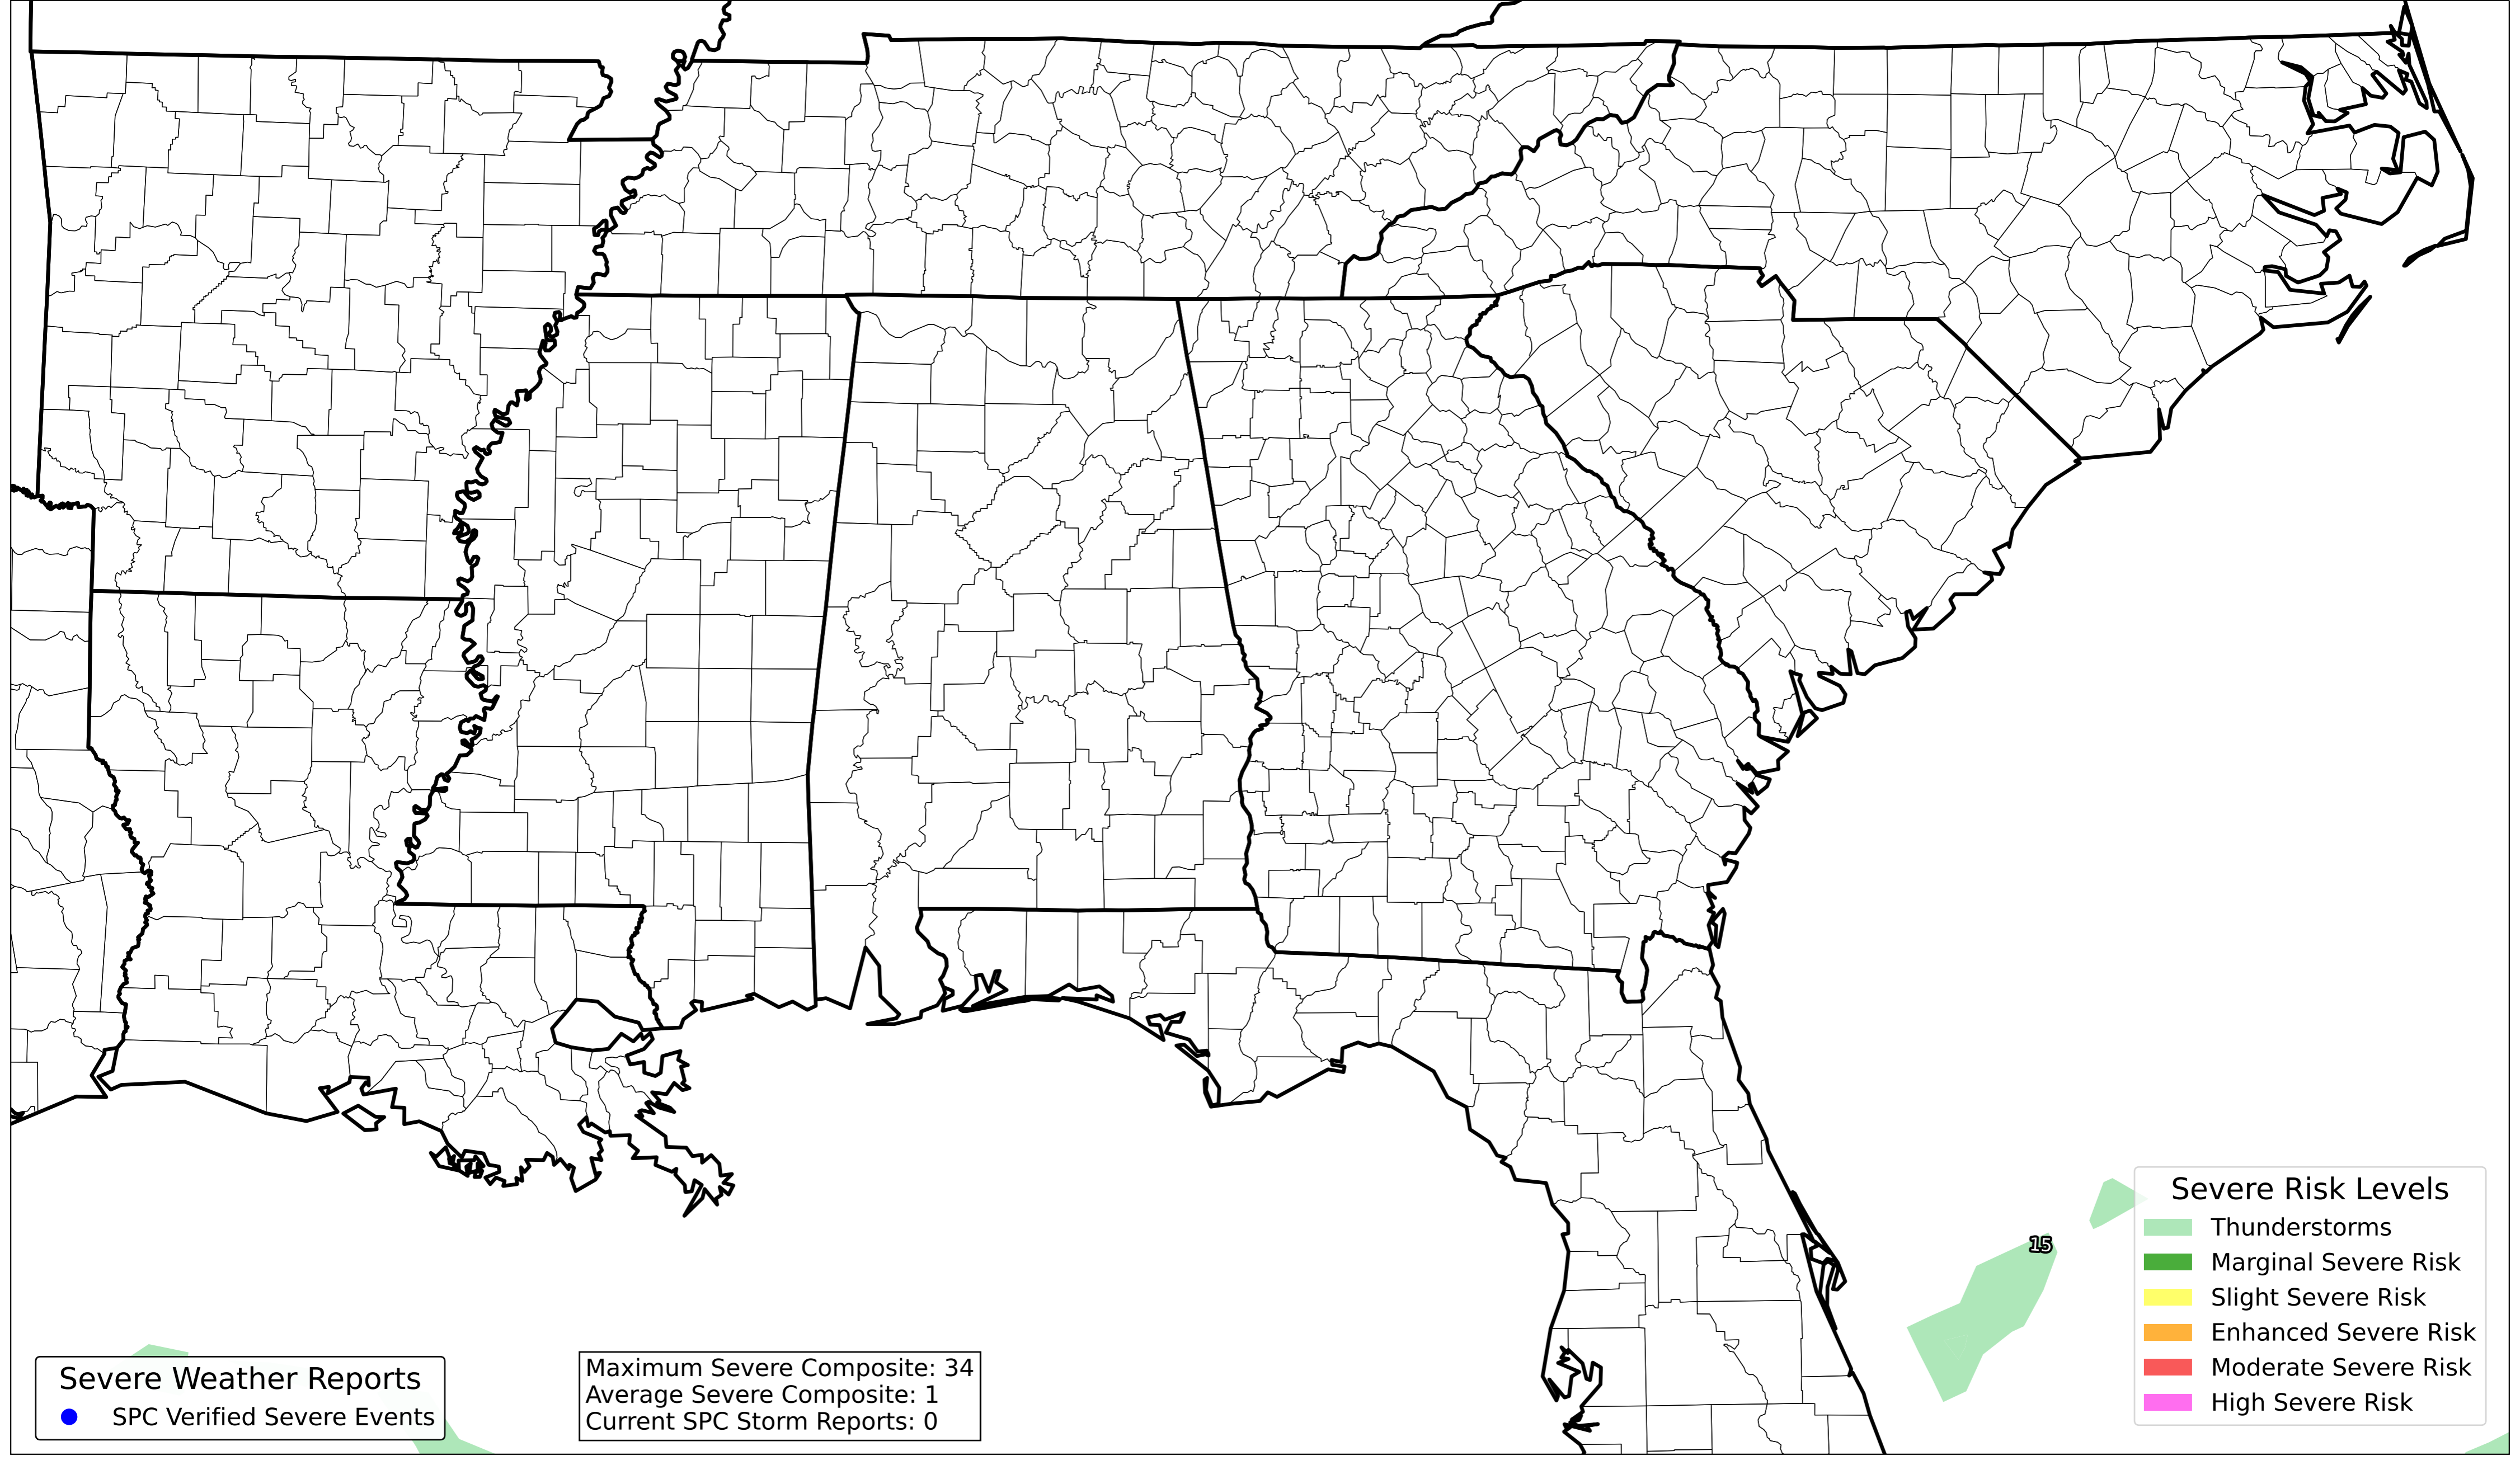 15
Severe Risk Levels
Thunderstorms
Marginal Severe Risk
Slight Severe Risk
Enhanced Severe Risk
Moderate Severe Risk
High Severe Risk
Severe Weather Reports
SPC Verified Severe Events
Maximum Severe Composite: 34
Average Severe Composite: 1
Current SPC Storm Reports: 0